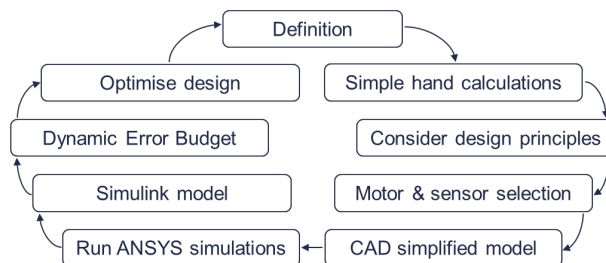 Definition
Simple hand calculations
Consider design principles
Motor & sensor selection
CAD simplified model
Run ANSYS simulations
Simulink model
Dynamic Error Budget
Optimise design